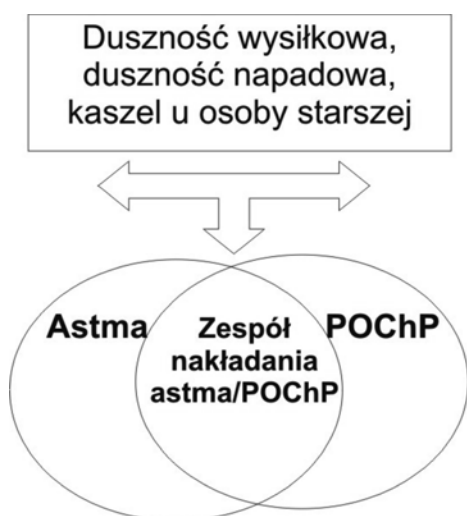 Duszność wysiłkowa,
duszność napadowa,
kaszel u osoby starszej
Astma
Zespół
nakładania
astma/POChP
POChP